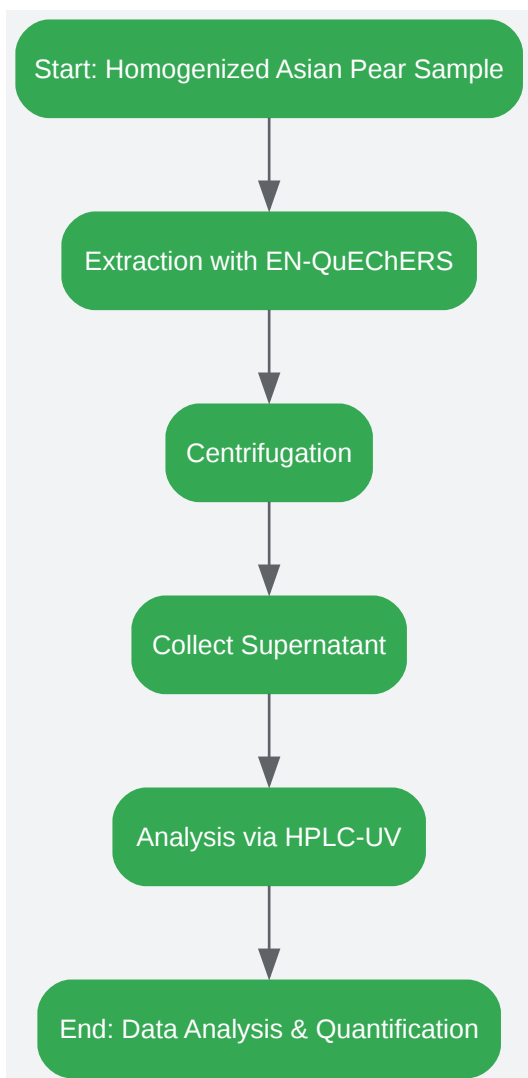 Start: Homogenized Asian Pear Sample
Extraction with EN-QuEChERS
Centrifugation
Collect Supernatant
Analysis via HPLC-UV
End: Data Analysis & Quantification